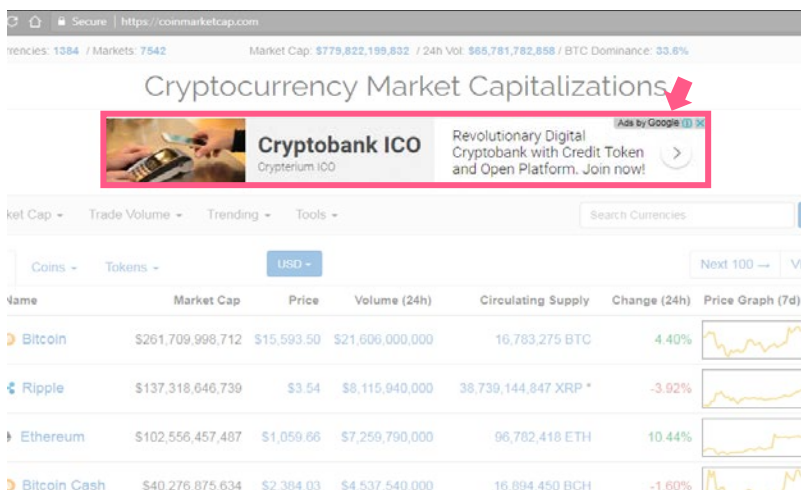 Secure | https://coinmarketcap.com
rrencies: 1384 / Markets: 7542 Market Cap: $779,822,199,832 / 24h Vol: $65,781,782,858 / BTC Dominance: 33.6%
Cryptocurrency Market Capitalizations
Ads by Google
Cryptobank ICO
Crypterium ICO
Revolutionary Digital
Cryptobank with Credit Token
and Open Platform. Join now!
ket Cap Trade Volume Trending Tools Search Currencies
Coins Tokens USD Next 100 → Vi
Name Market Cap Price Volume (24h) Circulating Supply Change (24h) Price Graph (7d)
Bitcoin $261,709,998,712 $15,593.50 $21,606,000,000 16,783,275 BTC 4.40%
Ripple $137,318,646,739 $3.54 $8,115,940,000 38,739,144,847 XRP * -3.92%
Ethereum $102,556,457,487 $1,059.66 $7,259,790,000 96,782,418 ETH 10.44%
Bitcoin Cash $40,276,875,634 $2,384.03 $4,537,540,000 16,894,450 BCH -1.60%